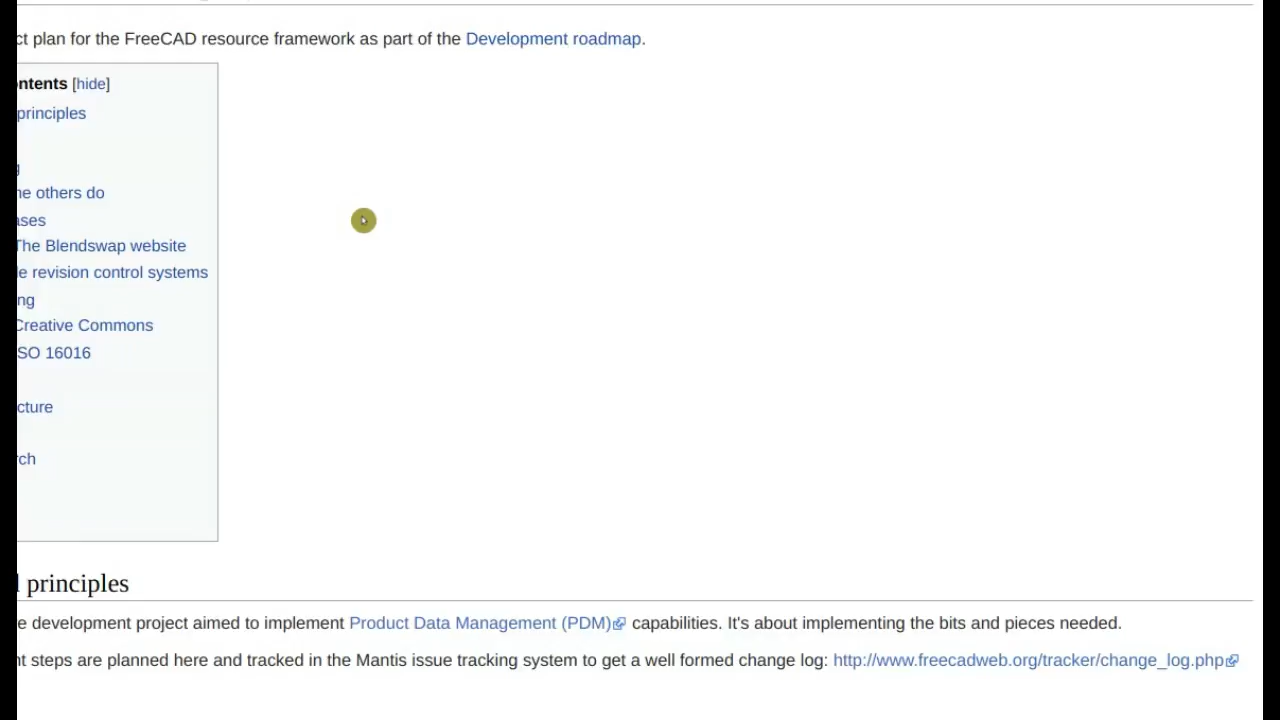 ct plan for the FreeCAD resource framework as part of the Development roadmap.
ntents [hide]
principles
g
ne others do
ases
The Blendswap website
le revision control systems
ng
Creative Commons
SO 16016
cture
rch
l principles
e development project aimed to implement Product Data Management (PDM) capabilities. It's about implementing the bits and pieces needed.
nt steps are planned here and tracked in the Mantis issue tracking system to get a well formed change log: http://www.freecadweb.org/tracker/change_log.php